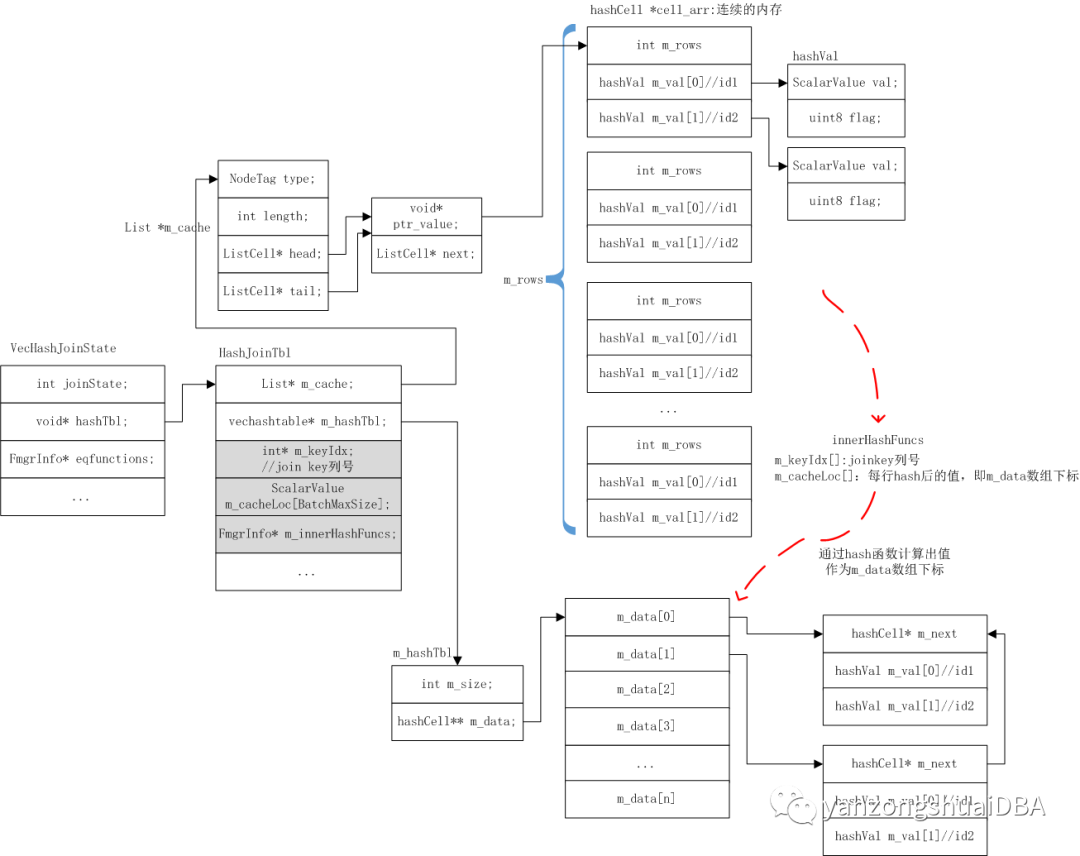 hashCell *cell_arr:连续的内存
int m_rows
hashVal m_val[0]//id1
hashVal m_val[1]//id2
hashVal
ScalarValue val;
uint8 flag;
ScalarValue val;
uint8 flag;
int m_rows
hashVal m_val[0]//id1
hashVal m_val[1]//id2
NodeTag type;
int length;
ListCell* head;
ListCell* tail;
List *m_cache
void*
ptr_value;
ListCell* next;
m_rows
int m_rows
hashVal m_val[0]//id1
hashVal m_val[1]//id2
...
int m_rows
hashVal m_val[0]//id1
hashVal m_val[1]//id2
VecHashJoinState
int joinState;
void* hashTbl;
FmgrInfo* eqfunctions;
...
HashJoinTbl
List* m_cache;
vechashtable* m_hashTbl;
int* m_keyIdx;
//join key列号
ScalarValue
m_cacheLoc[BatchMaxSize];
FmgrInfo* m_innerHashFuncs;
...
innerHashFuncs
m_keyIdx[]:joinkey列号
m_cacheLoc[]: 每行hash后的值，即m_data数组下标
通过hash函数计算出值
作为m_data数组下标
m_hashTbl
int m_size;
hashCell** m_data;
m_data[0]
m_data[1]
m_data[2]
m_data[3]
...
m_data[n]
hashCell* m_next
hashVal m_val[0]//id1
hashVal m_val[1]//id2
hashCell* m_next
hashVal m_val[0]//id1
hashVal m_val[1]//id2
yanzongshuaiDBA